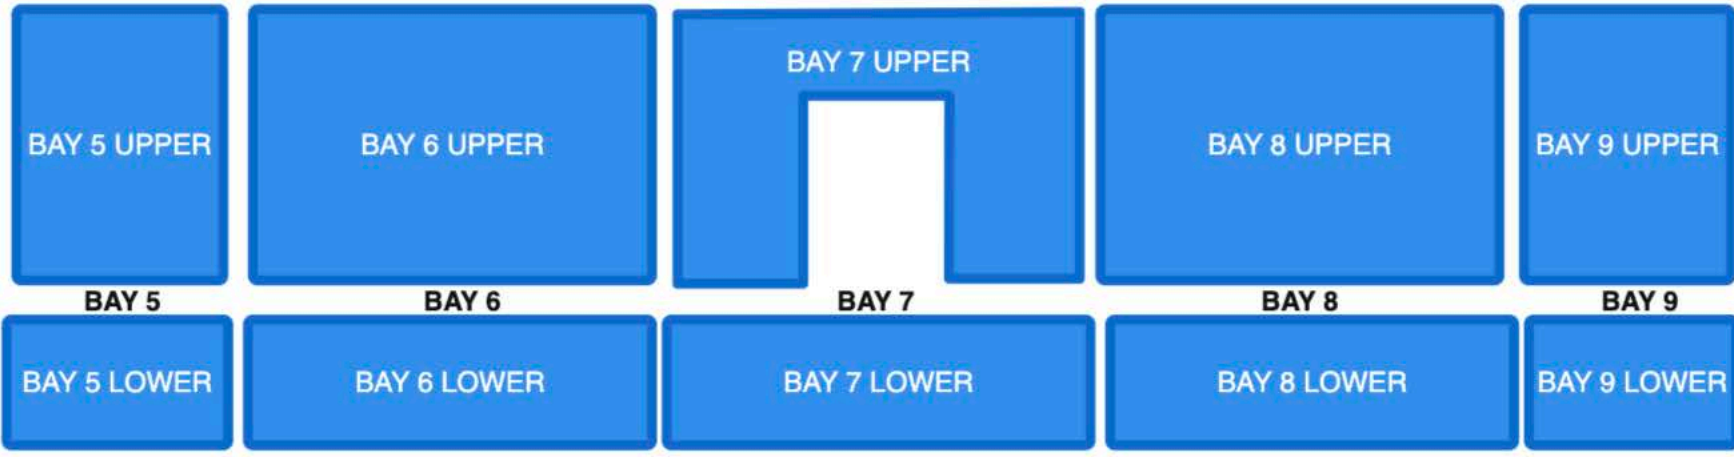 BAY 7 UPPER
BAY 5 UPPER
BAY 6 UPPER
BAY 8 UPPER
BAY 9 UPPER
BAY 5
BAY 6
BAY 7
BAY 8
BAY 9
BAY 5 LOWER
BAY 6 LOWER
BAY 7 LOWER
BAY 8 LOWER
BAY 9 LOWER